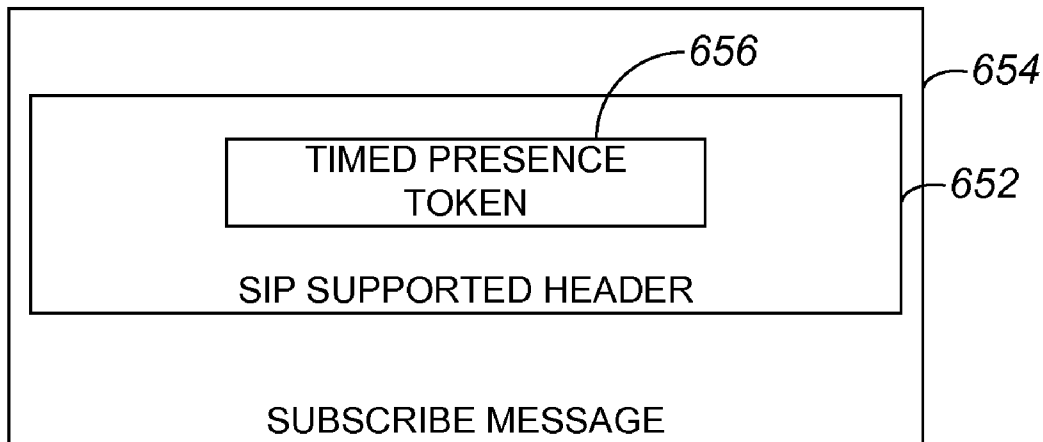 656
654
TIMED PRESENCE
TOKEN
652
SIP SUPPORTED HEADER
SUBSCRIBE MESSAGE